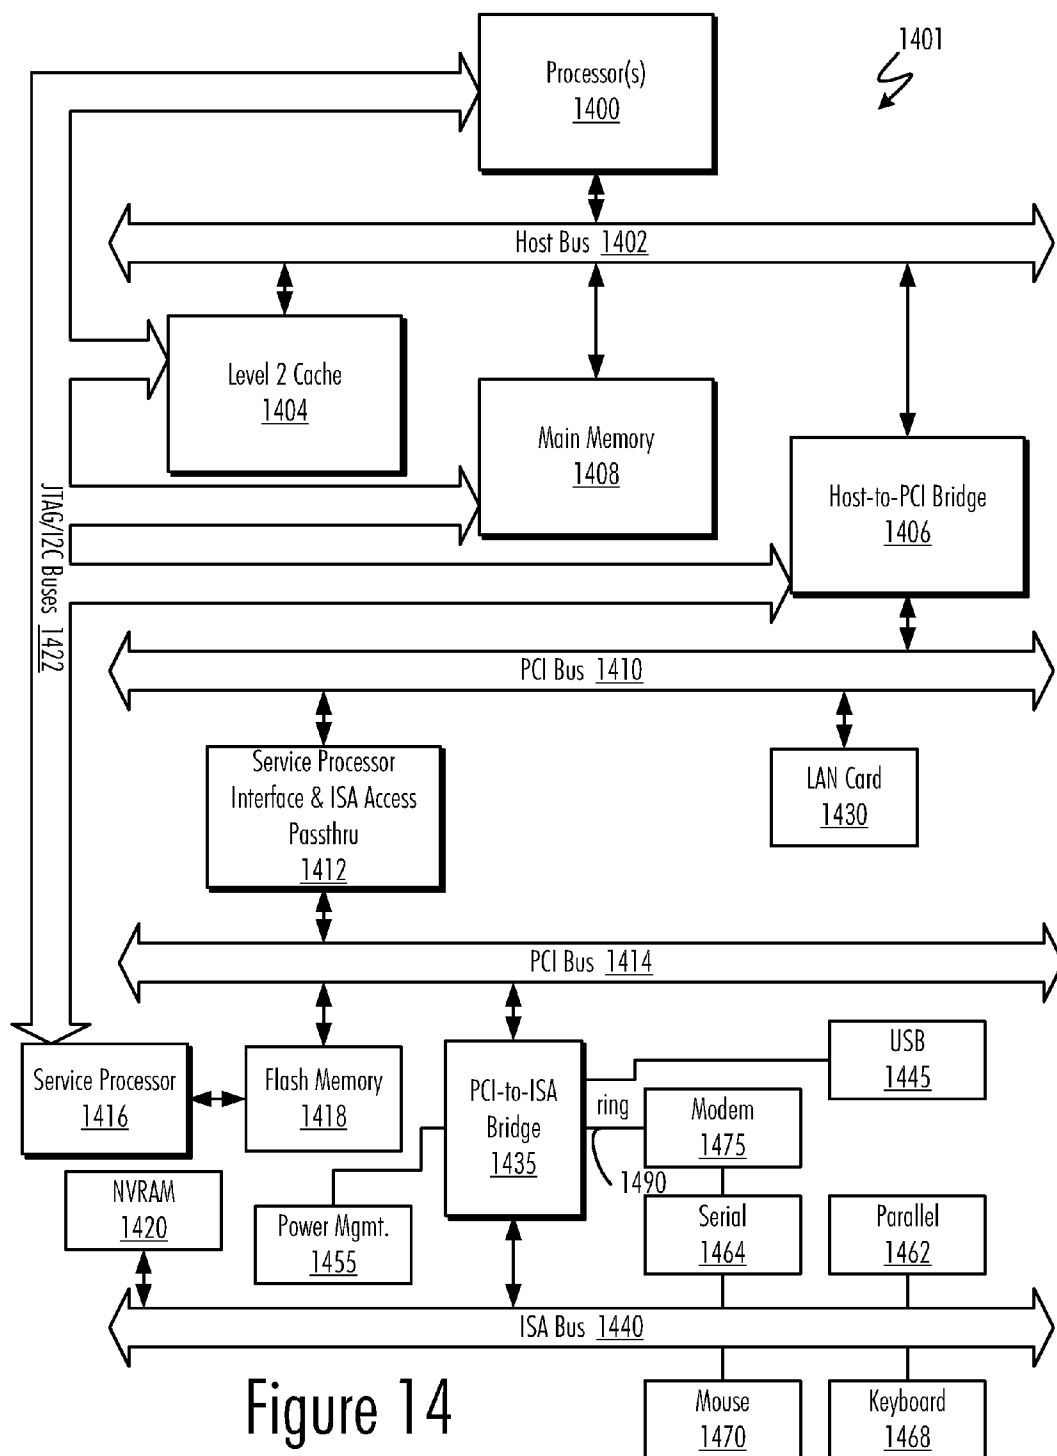 1401
Processor(s)
1400
Host Bus 1402
Level 2 Cache
1404
Main Memory
1408
Host-to-PCI Bridge
1406
JTAG/I2C Buses 1422
PCI Bus 1410
Service Processor
Interface & ISA Access
Passthru
1412
LAN Card
1430
PCI Bus 1414
USB
1445
Service Processor
1416
Flash Memory
1418
PCI-to-ISA
Bridge
1435
ring
Modem
1475
1490
NVRAM
1420
Power Mgmt.
1455
Serial
1464
Parallel
1462
ISA Bus 1440
Mouse
1470
Keyboard
1468
Figure 14